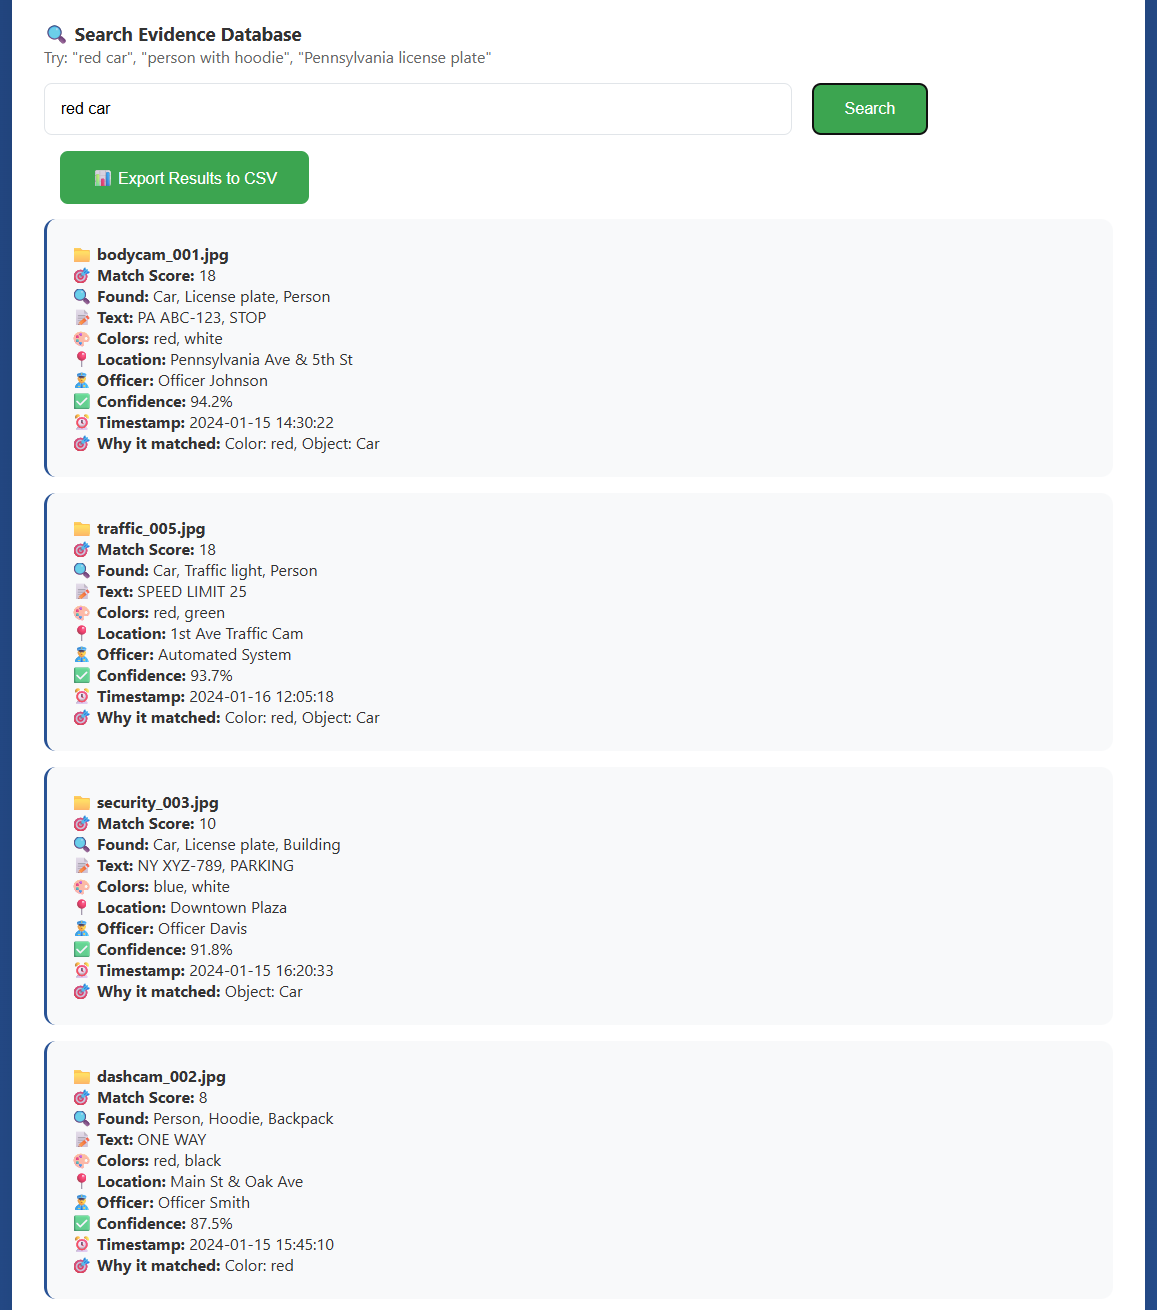 🔍 Search Evidence Database
Try: "red car", "person with hoodie", "Pennsylvania license plate"
red car
Search
📊 Export Results to CSV
📁 bodycam_001.jpg
🎯 Match Score: 18
🔍 Found: Car, License plate, Person
📝 Text: PA ABC-123, STOP
🎨 Colors: red, white
📍 Location: Pennsylvania Ave & 5th St
👮 Officer: Officer Johnson
✅ Confidence: 94.2%
⏰ Timestamp: 2024-01-15 14:30:22
🎯 Why it matched: Color: red, Object: Car
📁 traffic_005.jpg
🎯 Match Score: 18
🔍 Found: Car, Traffic light, Person
📝 Text: SPEED LIMIT 25
🎨 Colors: red, green
📍 Location: 1st Ave Traffic Cam
👮 Officer: Automated System
✅ Confidence: 93.7%
⏰ Timestamp: 2024-01-16 12:05:18
🎯 Why it matched: Color: red, Object: Car
📁 security_003.jpg
🎯 Match Score: 10
🔍 Found: Car, License plate, Building
📝 Text: NY XYZ-789, PARKING
🎨 Colors: blue, white
📍 Location: Downtown Plaza
👮 Officer: Officer Davis
✅ Confidence: 91.8%
⏰ Timestamp: 2024-01-15 16:20:33
🎯 Why it matched: Object: Car
📁 dashcam_002.jpg
🎯 Match Score: 8
🔍 Found: Person, Hoodie, Backpack
📝 Text: ONE WAY
🎨 Colors: red, black
📍 Location: Main St & Oak Ave
👮 Officer: Officer Smith
✅ Confidence: 87.5%
⏰ Timestamp: 2024-01-15 15:45:10
🎯 Why it matched: Color: red